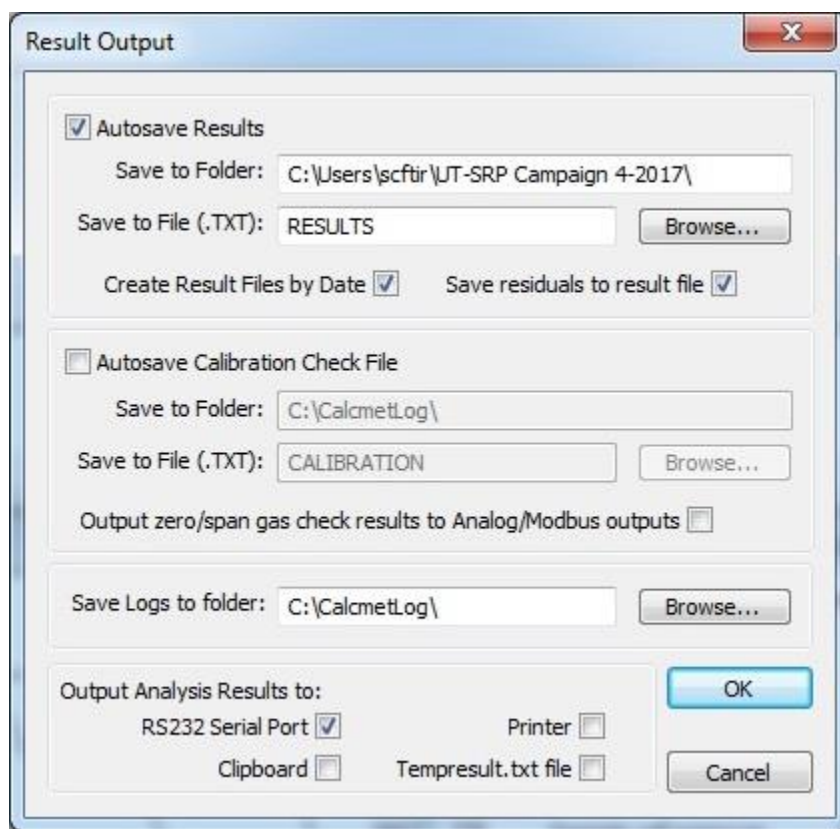 Result Output
Autosave Results
Save to Folder: C:\Users\scftir\UT-SRP Campaign 4-2017\
Save to File (.TXT): RESULTS Browse...
Create Result Files by Date Save residuals to result file
Autosave Calibration Check File
Save to Folder: C:\CalcmetLog\
Save to File (.TXT): CALIBRATION Browse...
Output zero/span gas check results to Analog/Modbus outputs
Save Logs to folder: C:\CalcmetLog\ Browse...
Output Analysis Results to: OK
RS232 Serial Port Printer
Clipboard Tempresult.txt file Cancel